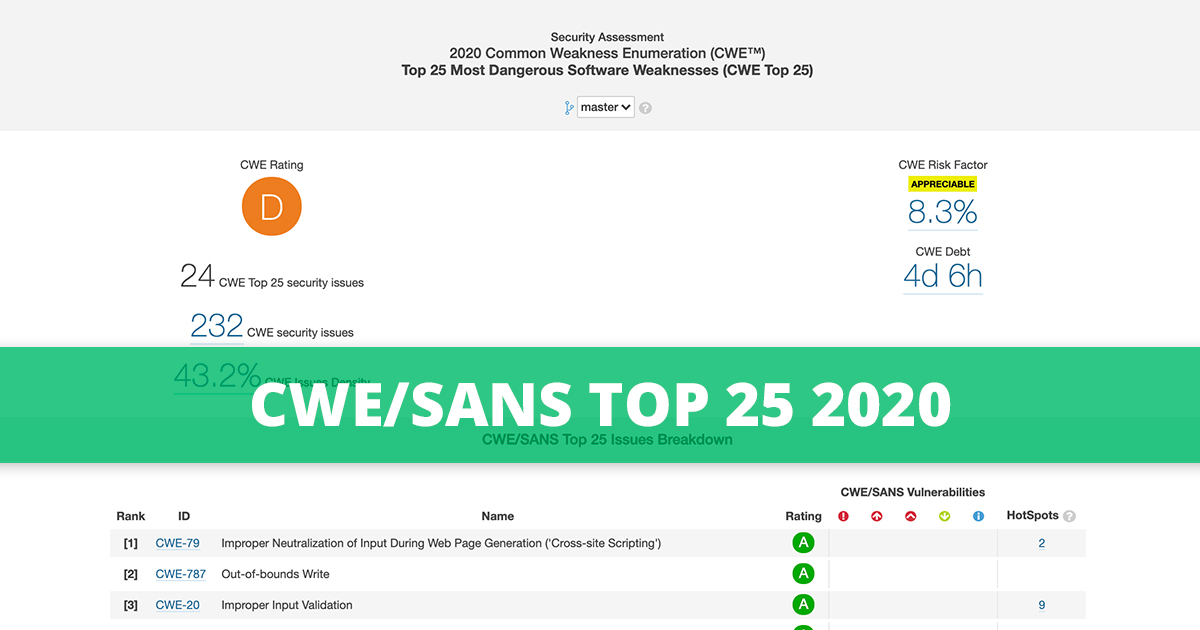 Security Assessment
2020 Common Weakness Enumeration (CWE™)
Top 25 Most Dangerous Software Weaknesses (CWE Top 25)
master ?
CWE Rating
D
24 CWE Top 25 security issues
232 CWE security issues
43.2% CWE Issues Density
CWE Risk Factor
APPRECIABLE
8.3%
CWE Debt
4d 6h
CWE/SANS TOP 25 2020
CWE/SANS Top 25 Issues Breakdown
CWE/SANS Vulnerabilities
Rank ID Name Rating HotSpots ?
[1] CWE-79 Improper Neutralization of Input During Web Page Generation ('Cross-site Scripting') A 2
[2] CWE-787 Out-of-bounds Write A
[3] CWE-20 Improper Input Validation A 9